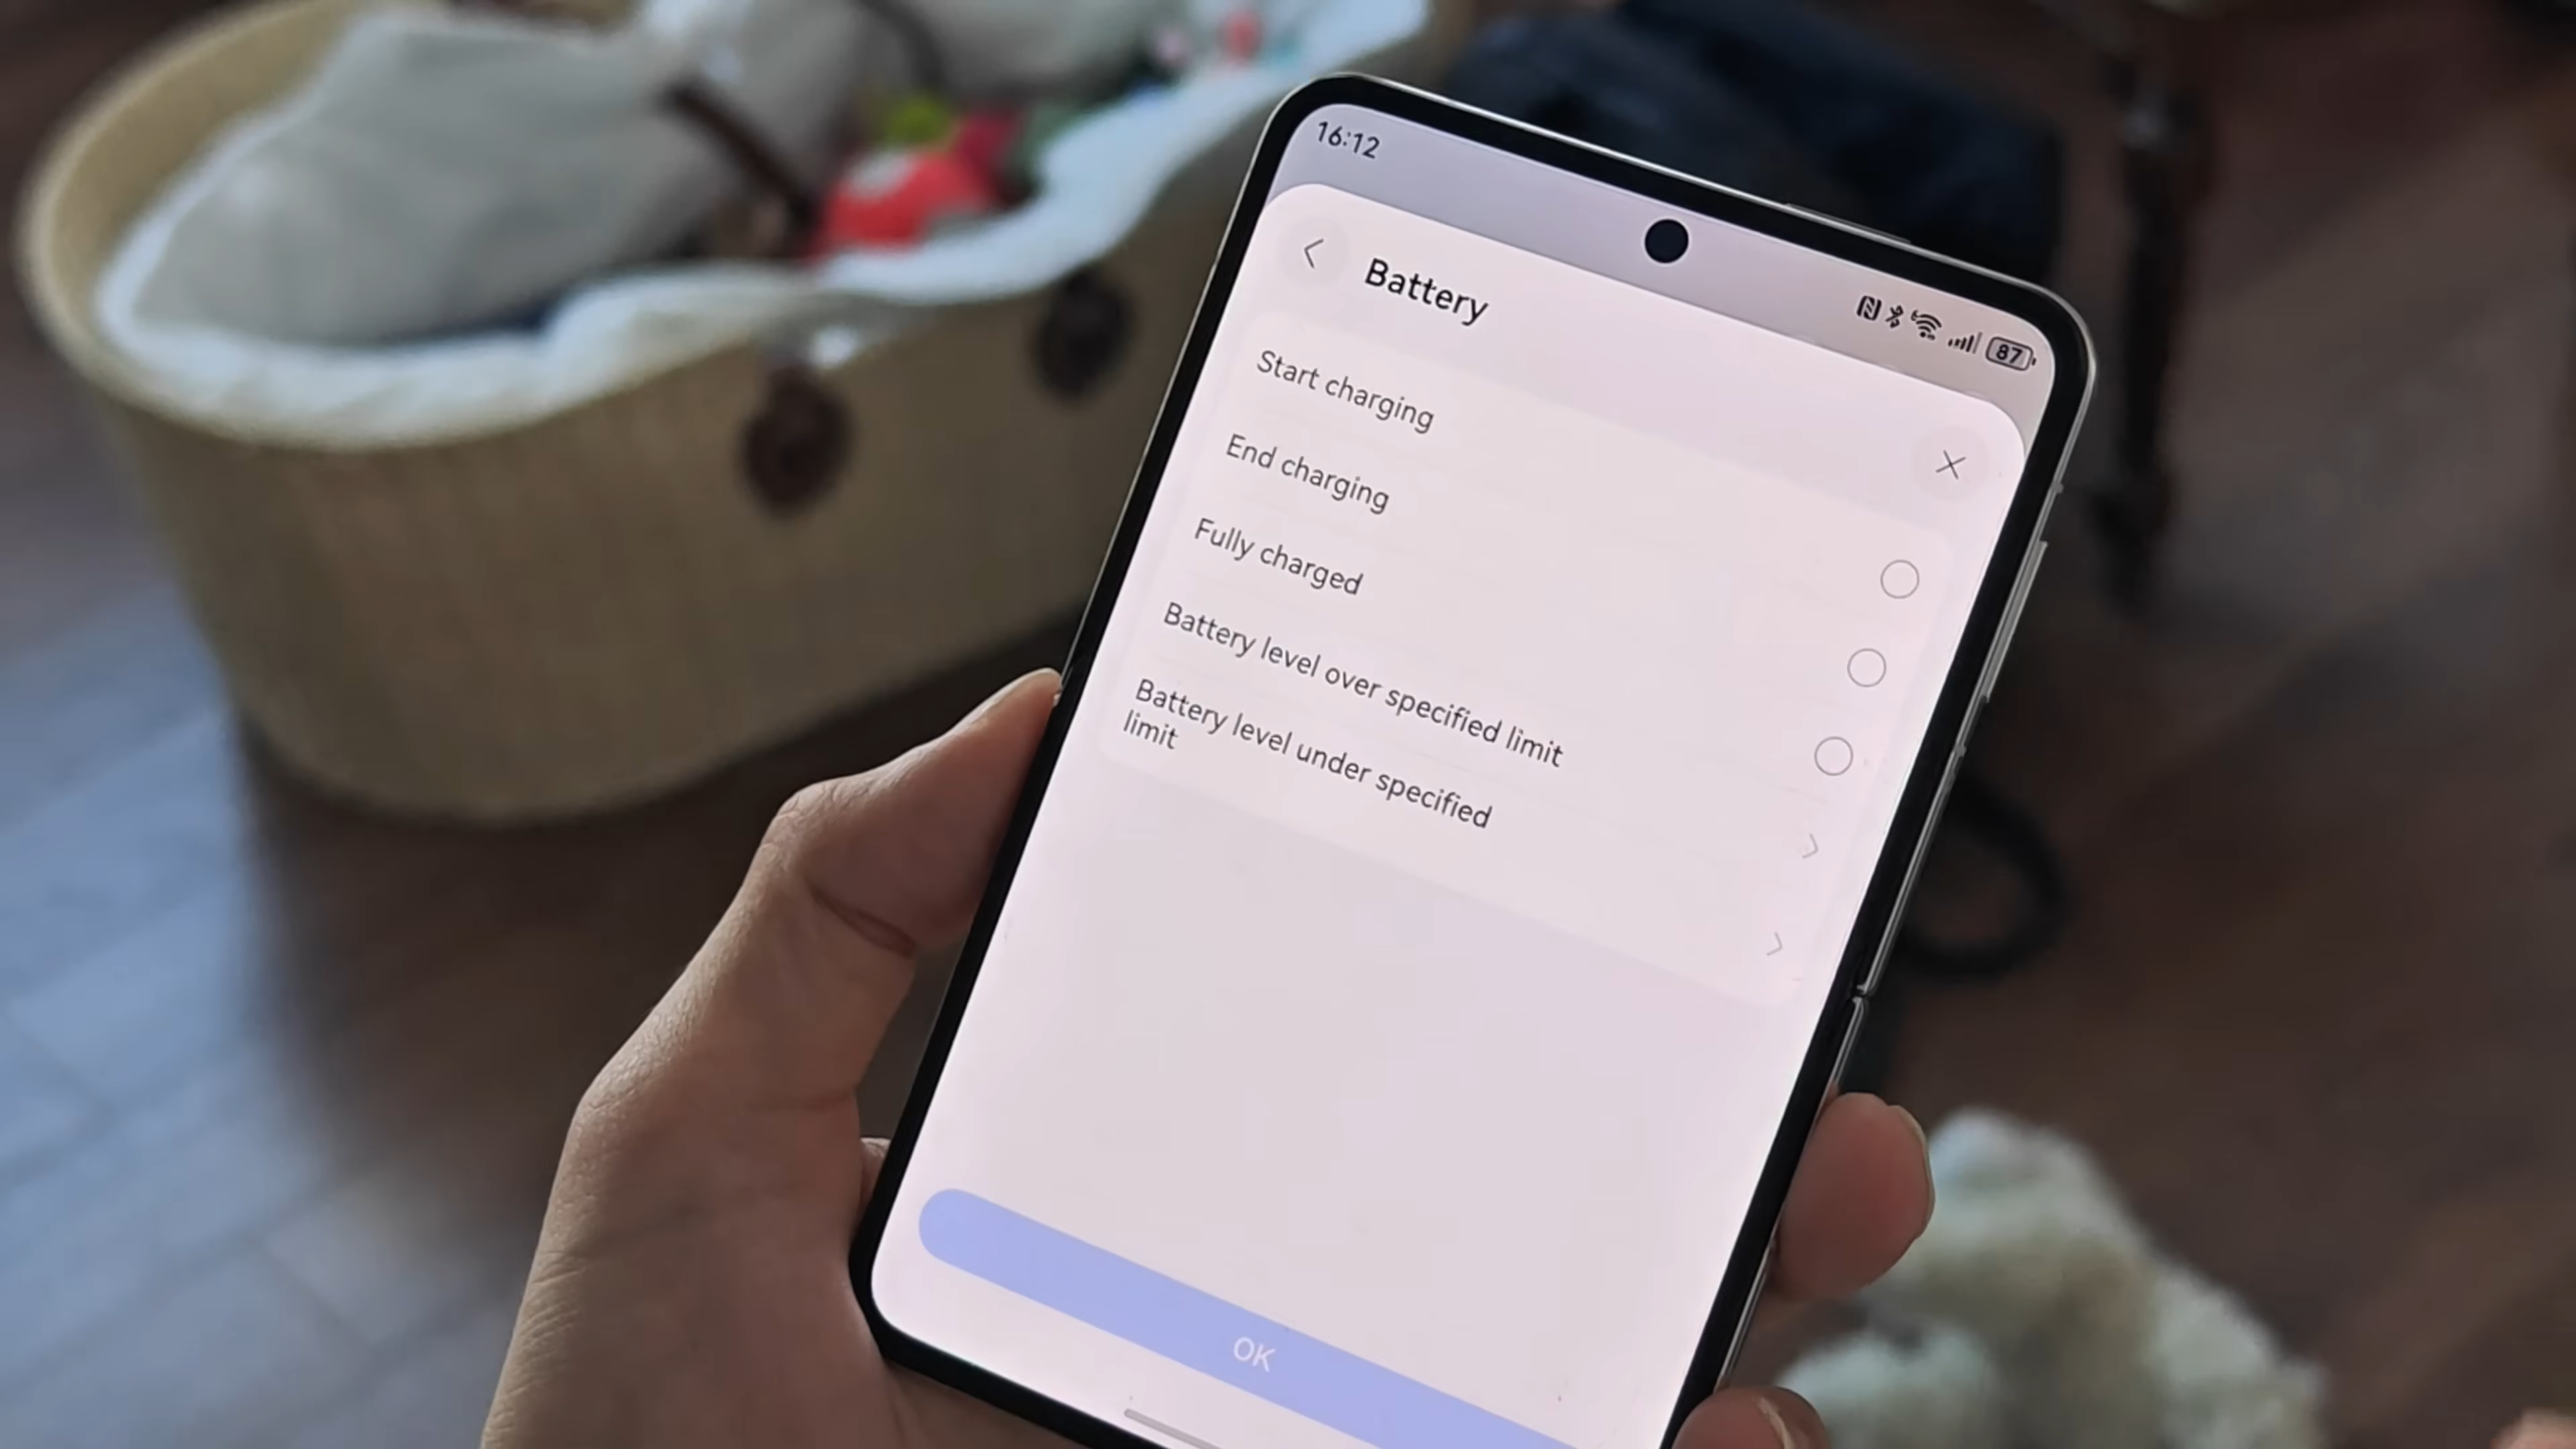 16:12
87
Battery
Start charging
End charging
Fully charged
Battery level over specified limit
Battery level under specified
limit
OK